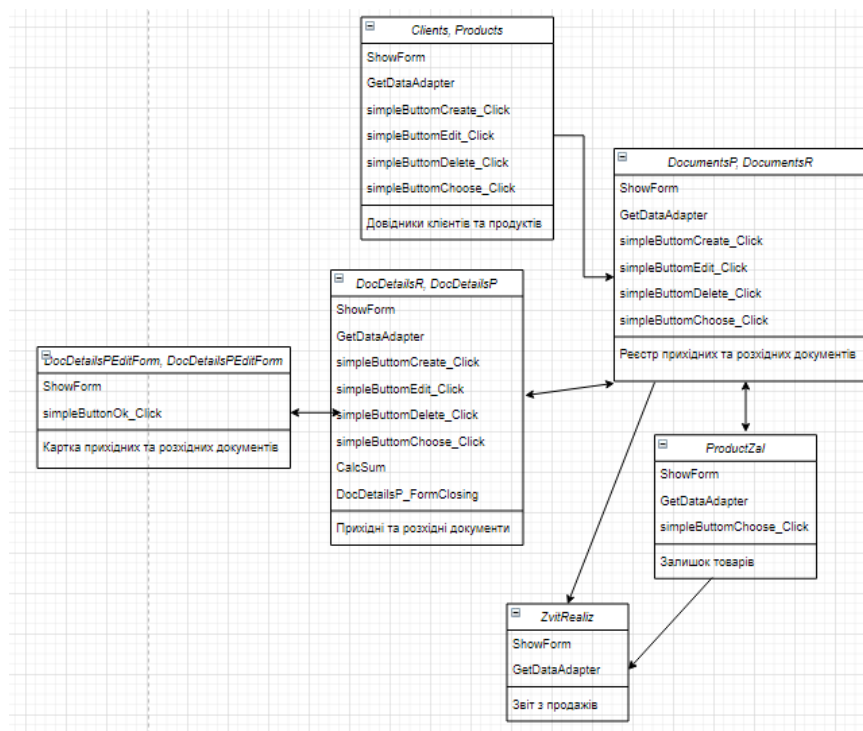 Clients, Products
ShowForm
GetDataAdapter
simpleButtomCreate_Click
simpleButtomEdit_Click
simpleButtomDelete_Click
simpleButtomChoose_Click
Довідники клієнтів та продуктів
DocumentsP, DocumentsR
ShowForm
GetDataAdapter
simpleButtomCreate_Click
simpleButtomEdit_Click
simpleButtomDelete_Click
simpleButtomChoose_Click
Реєстр прихідних та розхідних документів
DocDetailsR, DocDetailsP
ShowForm
GetDataAdapter
simpleButtomCreate_Click
simpleButtomEdit_Click
simpleButtomDelete_Click
simpleButtomChoose_Click
CalcSum
DocDetailsP_FormClosing
Прихідні та розхідні документи
DocDetailsPEditForm, DocDetailsPEditForm
ShowForm
simpleButtonOk_Click
Картка прихідних та розхідних документів
ProductZal
ShowForm
GetDataAdapter
simpleButtomChoose_Click
Залишок товарів
ZvitRealiz
ShowForm
GetDataAdapter
Звіт з продажів